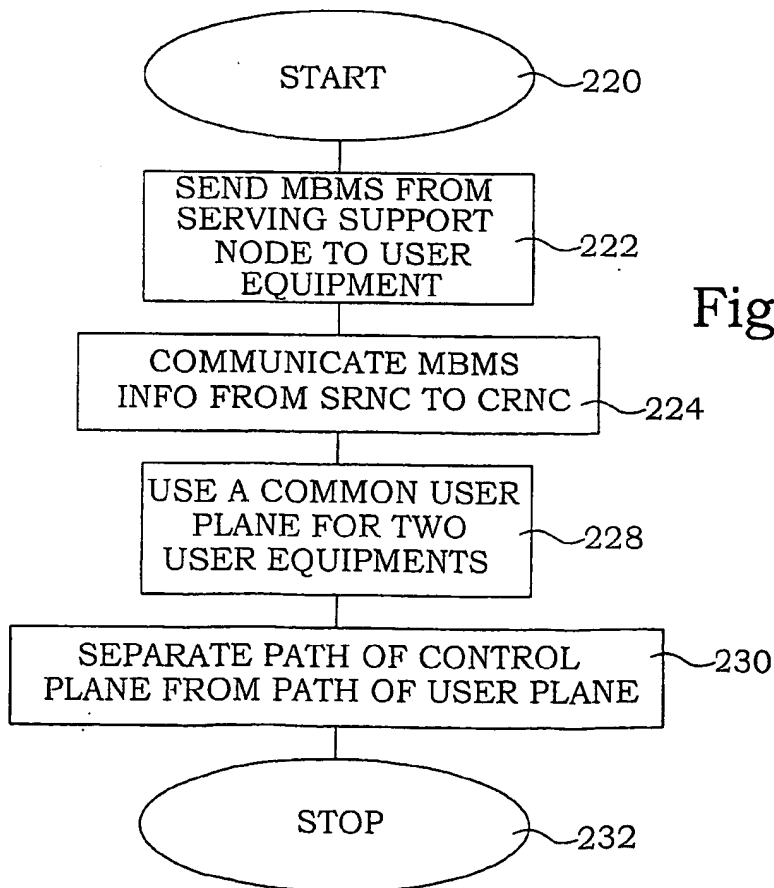 START
220
SEND MBMS FROM
SERVING SUPPORT
NODE TO USER
EQUIPMENT
222
Fig
COMMUNICATE MBMS
INFO FROM SRNC TO CRNC
224
USE A COMMON USER
PLANE FOR TWO
USER EQUIPMENTS
228
SEPARATE PATH OF CONTROL
PLANE FROM PATH OF USER PLANE
230
STOP
232